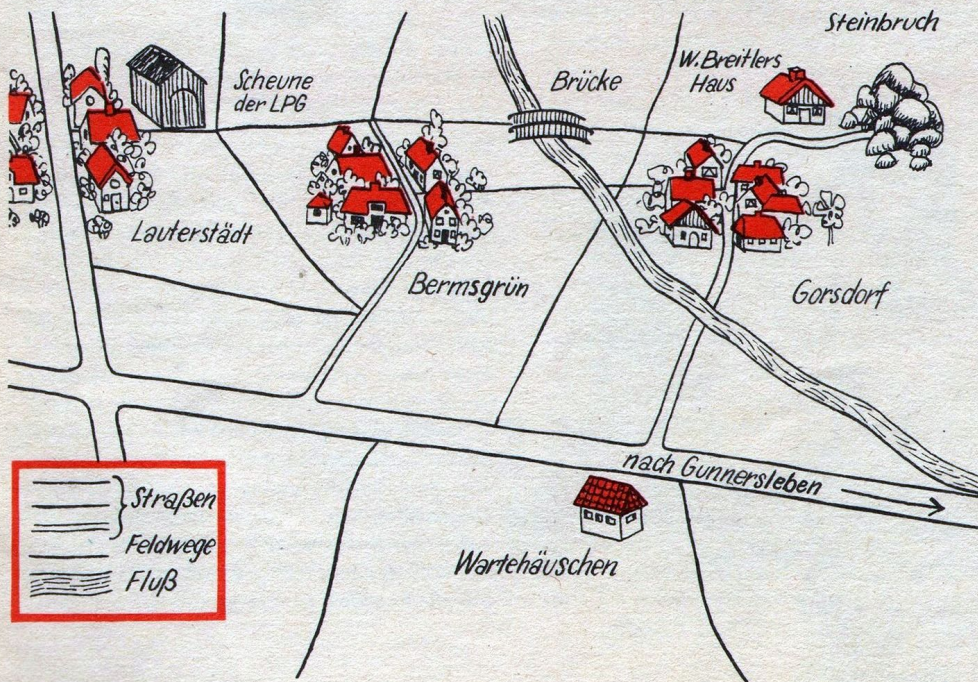 Steinbruch
Scheune
der LPG
Brücke
W. Breitlers
Haus
Lauterstädt
Bermsgrün
Gorsdorf
nach Gunnersleben
Wartehäuschen
Straßen
Feldwege
Fluß